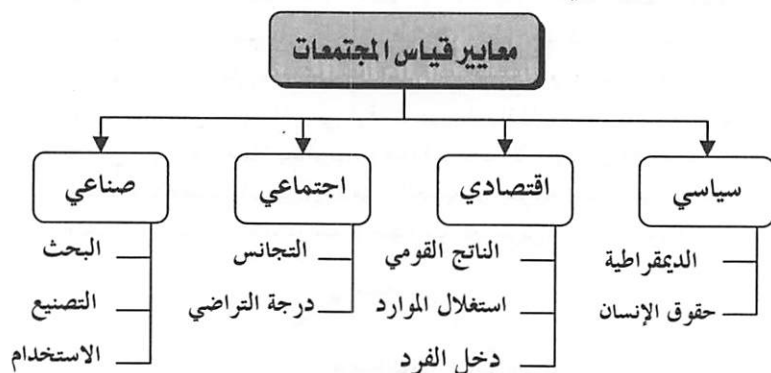 معايير قياس المجتمعات
سياسي
الديمقراطية
حقوق الإنسان
اقتصادي
الناتج القومي
استغلال الموارد
دخل الفرد
اجتماعي
التجانس
درجة التراضي
صناعي
البحث
التصنيع
الاستخدام